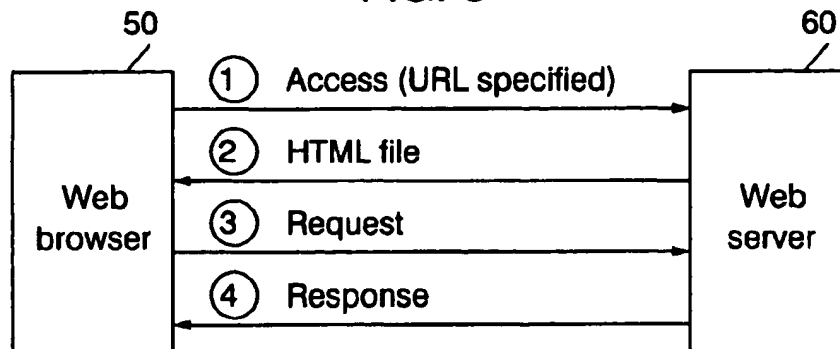 50
60
① Access (URL specified)
② HTML file
Web browser
③ Request
Web server
④ Response